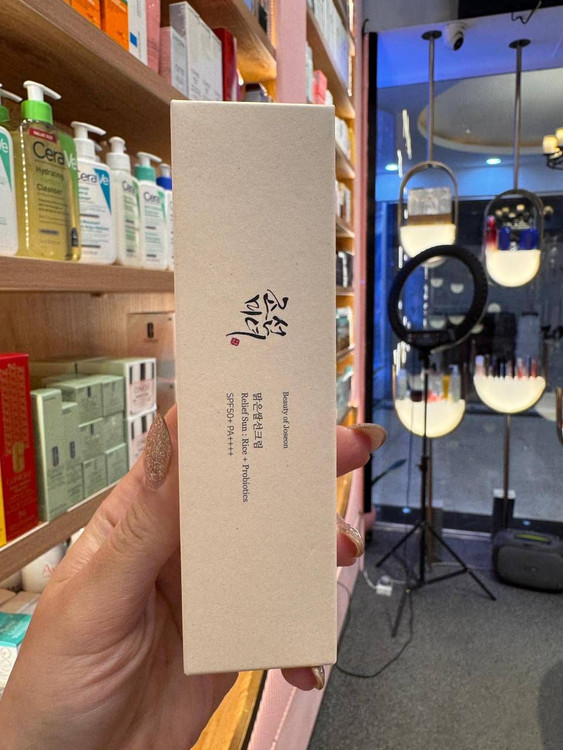 조선
미녀
Beauty of Joseon
맑은쌀선크림
Relief Sun : Rice + Probiotics
SPF50+ PA++++
CeraVe
Hydrating
Cleanser
CeraVe